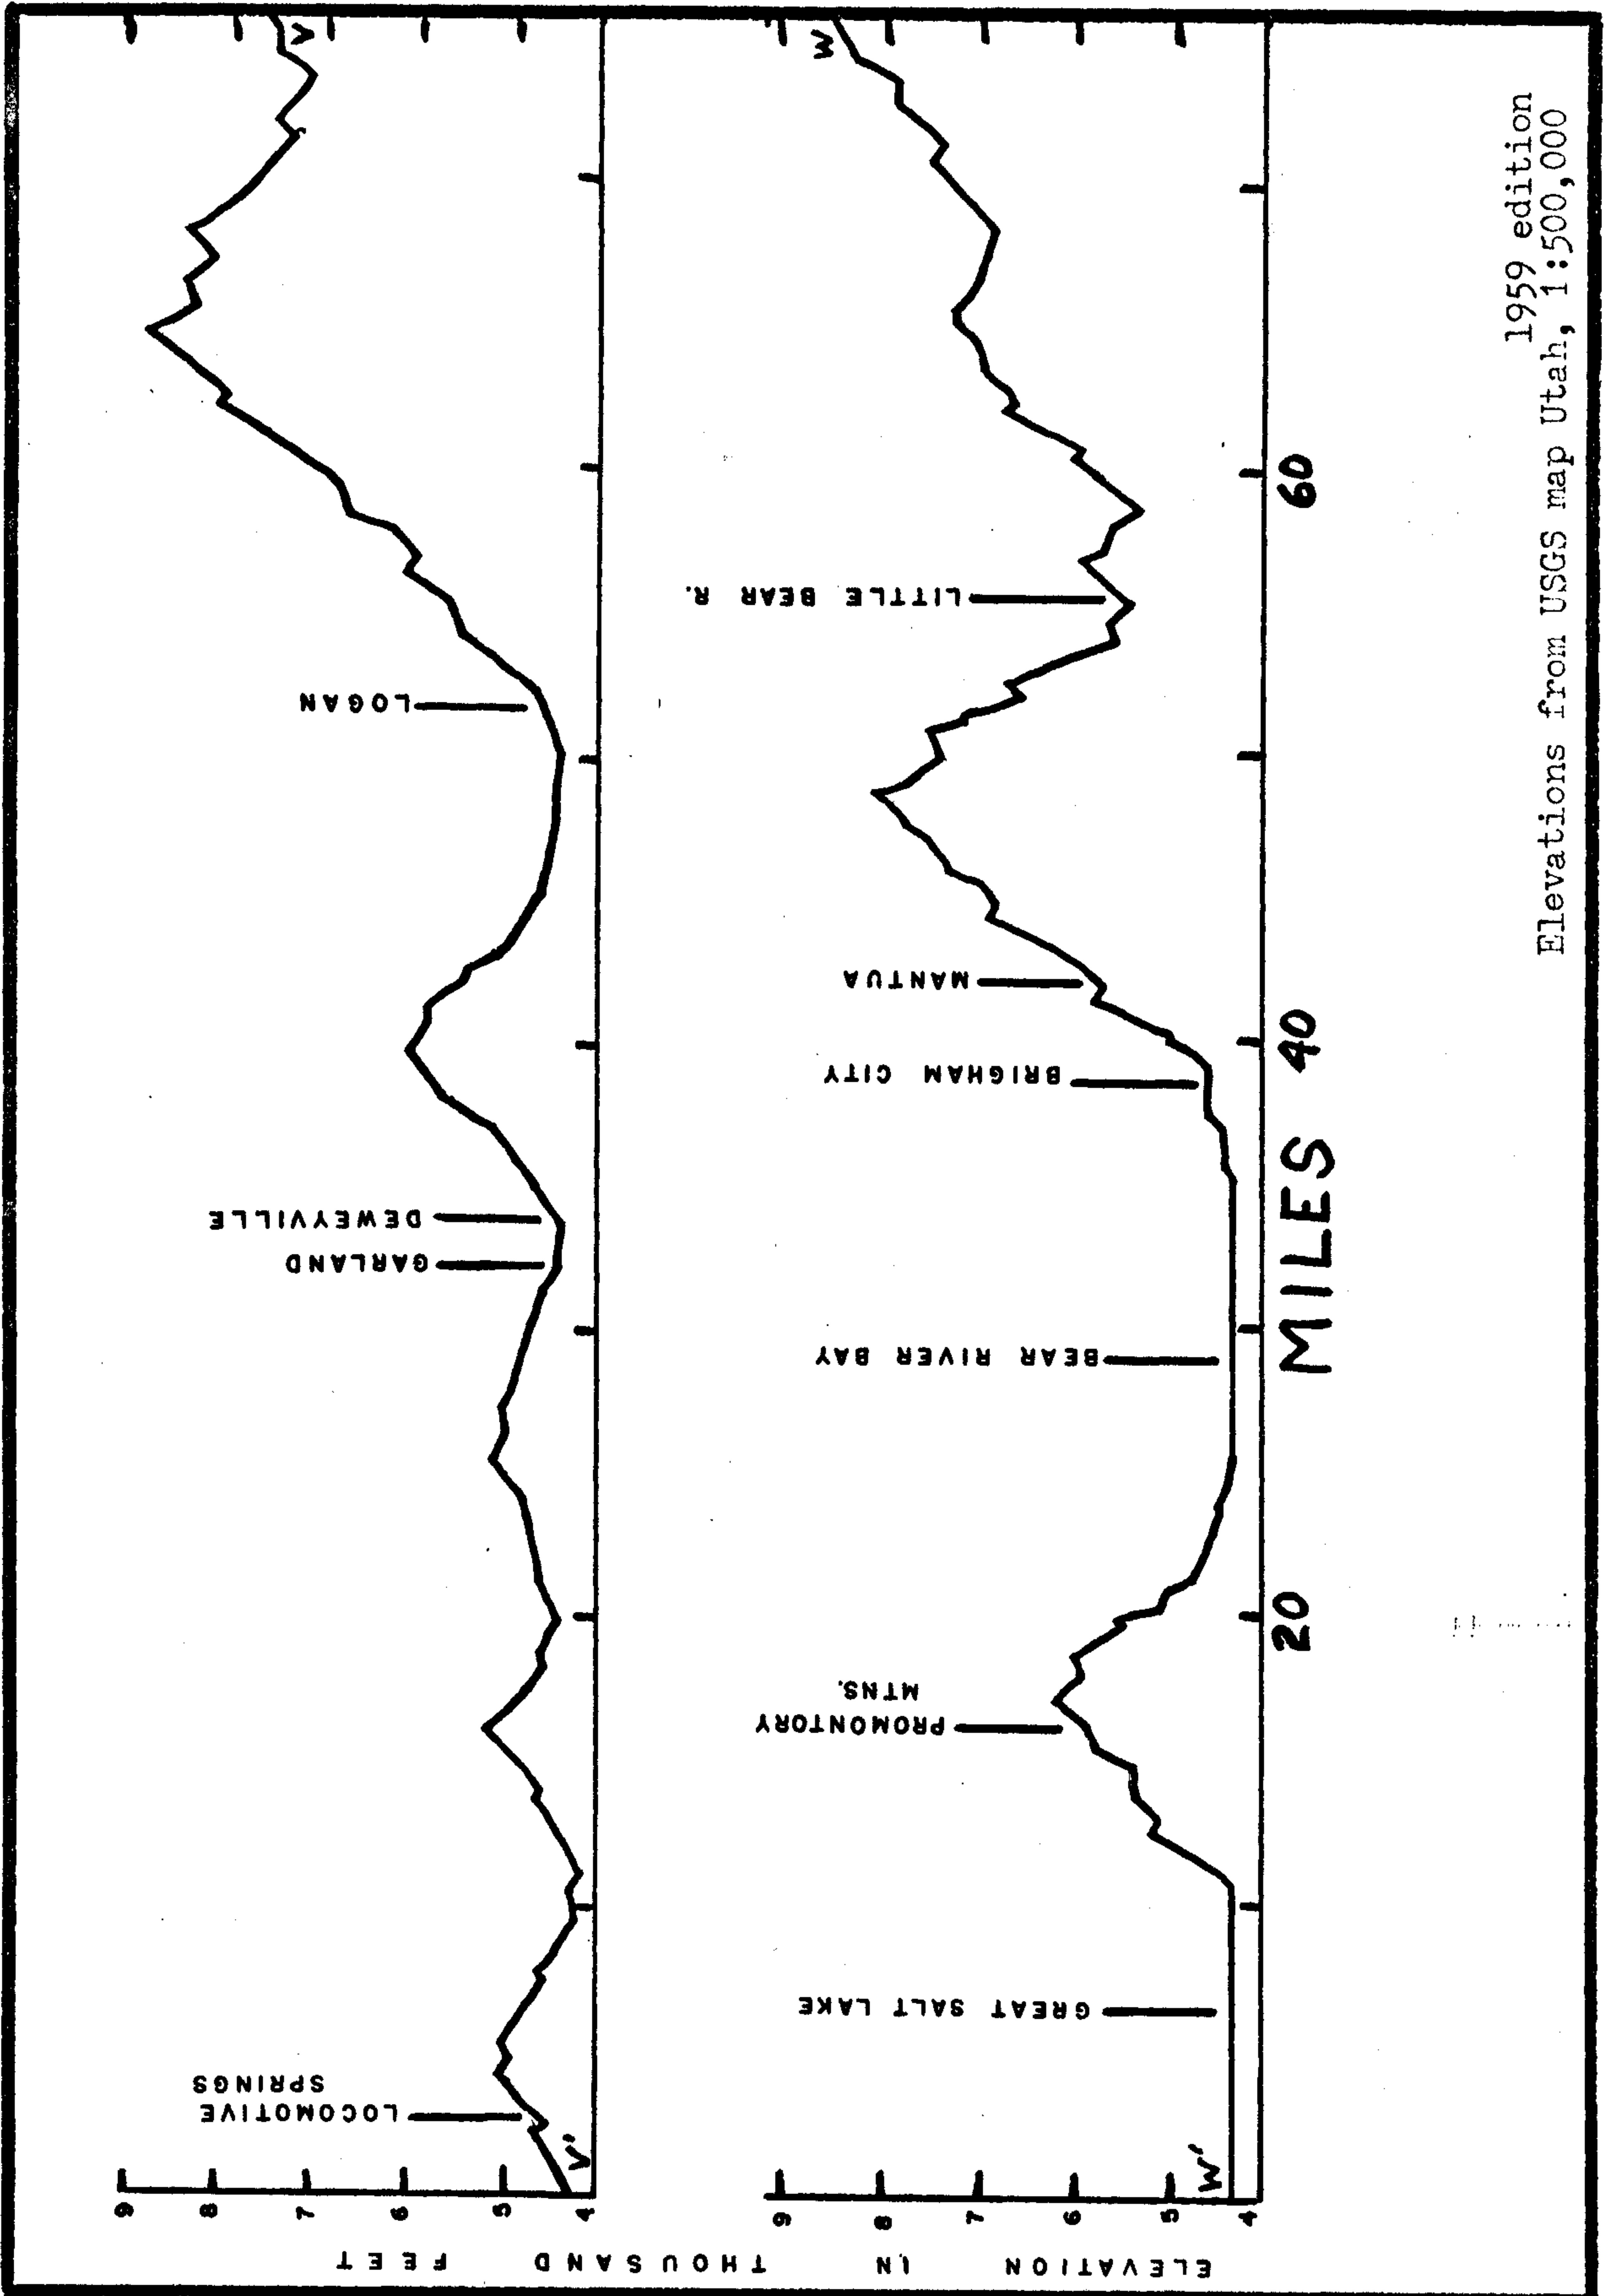 ELEVATION IN THOUSAND FEET
9
8
7
6
5
4
V'
LOCOMOTIVE
SPRINGS
GARLAND
DEWEYVILLE
LOGAN
V
9
8
7
6
5
4
W'
GREAT SALT LAKE
PROMONTORY
MTNS.
BEAR RIVER BAY
BRIGHAM CITY
MANTUA
LITTLE BEAR R.
W
20
40
60
MILES
1959 edition
Elevations from USGS map Utah, 1:500,000